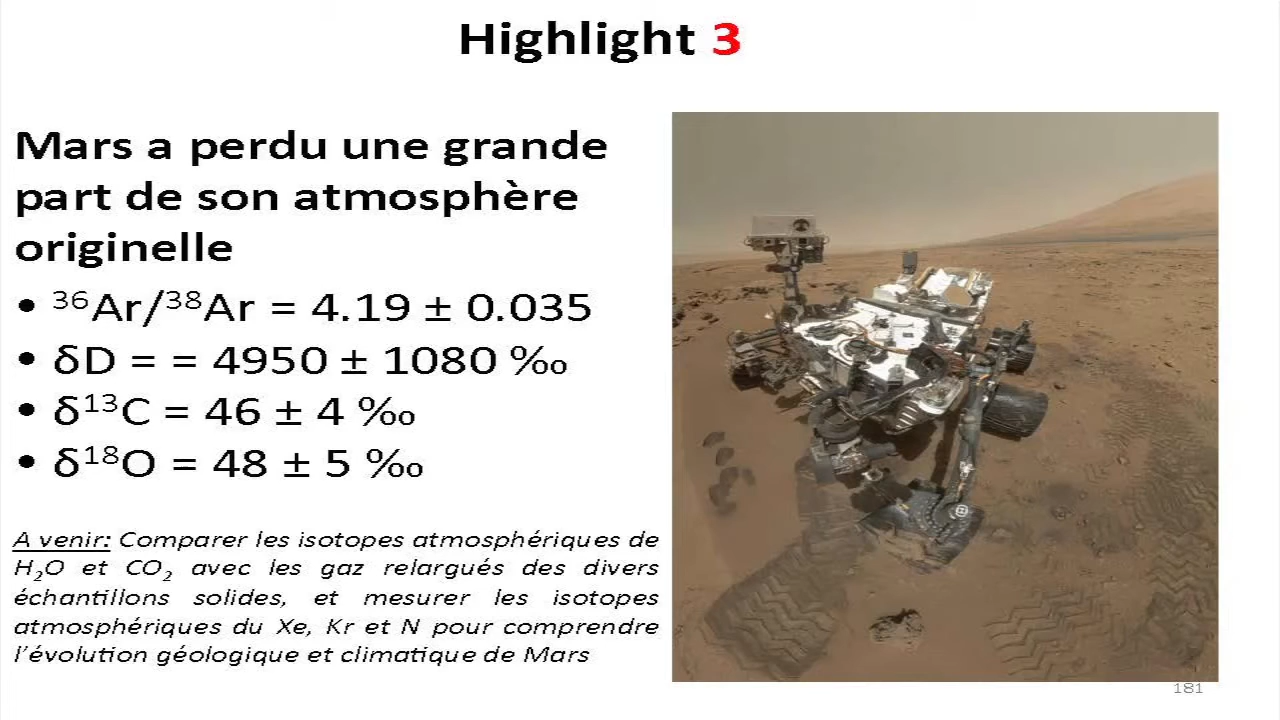 Highlight 3
Mars a perdu une grande
part de son atmosphère
originelle
• ³⁶Ar/³⁸Ar = 4.19 ± 0.035
• δD = = 4950 ± 1080 ‰
• δ¹³C = 46 ± 4 ‰
• δ¹⁸O = 48 ± 5 ‰
A venir: Comparer les isotopes atmosphériques de
H₂O et CO₂ avec les gaz relargués des divers
échantillons solides, et mesurer les isotopes
atmosphériques du Xe, Kr et N pour comprendre
l’évolution géologique et climatique de Mars
181